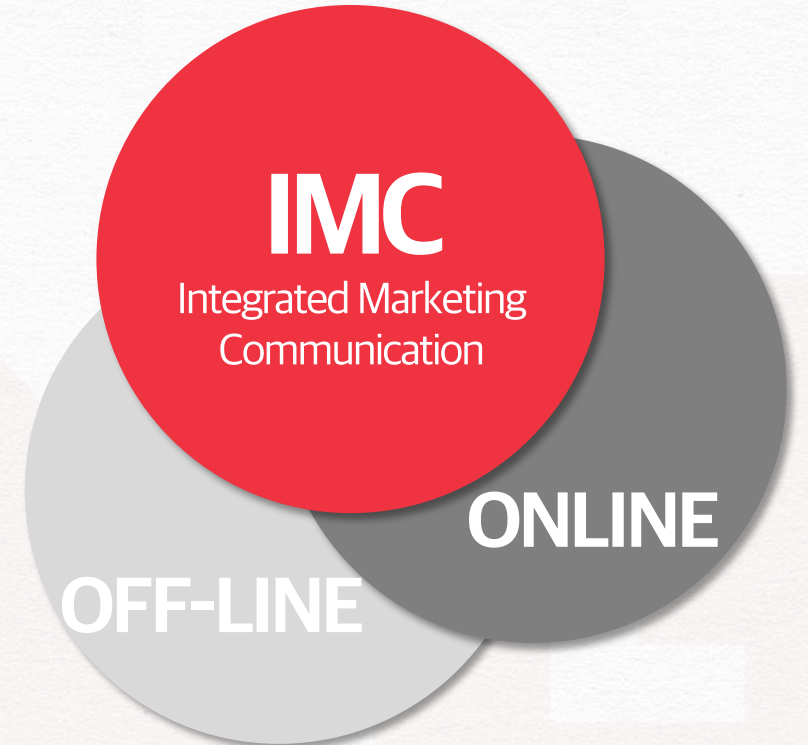 IMC
Integrated Marketing
Communication
ONLINE
OFF-LINE